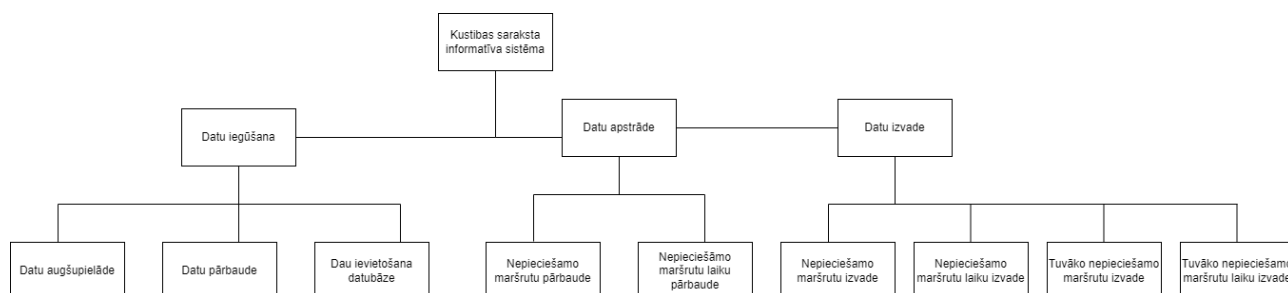 Kustibas saraksta
informatīva sistēma
Datu iegūšana
Datu apstrāde
Datu izvade
Datu augšupielāde
Datu pārbaude
Dau ievietošana
datubāze
Nepieciešamo
maršrutu pārbaude
Nepieciešāmo
maršrutu laiku
pārbaude
Nepieciešamo
maršrutu izvade
Nepieciešamo
maršrutu laiku izvade
Tuvāko nepieciešamo
maršrutu izvade
Tuvāko nepieciešamo
maršrutu laiku izvade